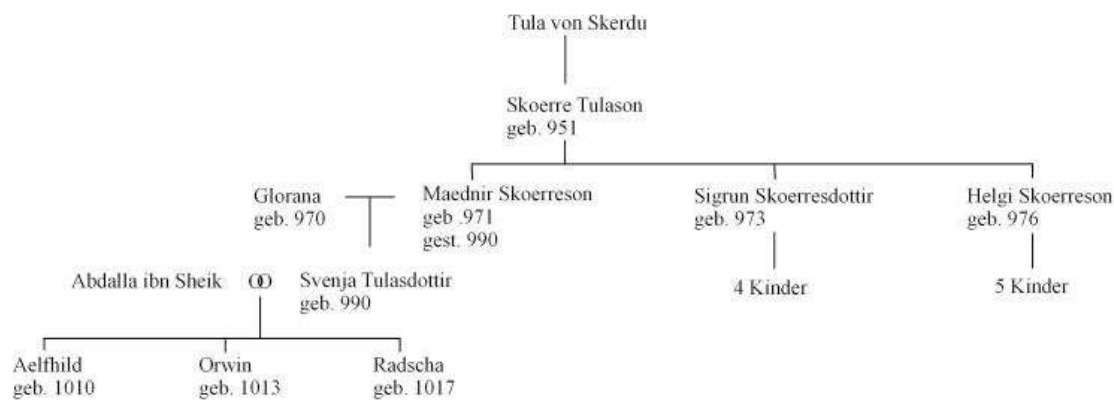 Tula von Skerdu
Skoerre Tulason
geb. 951
Glorana
geb. 970
Maednir Skoerreson
geb .971
gest. 990
Sigrun Skoerresdottir
geb. 973
Helgi Skoerreson
geb. 976
Abdalla ibn Sheik
Svenja Tulasdottir
geb. 990
4 Kinder
5 Kinder
Aelfhild
geb. 1010
Orwin
geb. 1013
Radscha
geb. 1017